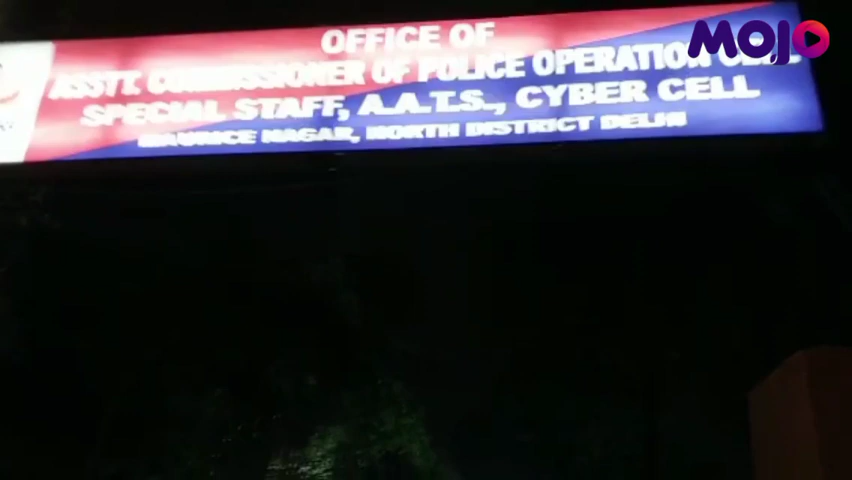 MOJO
OFFICE OF
ASSTT. COMMISSIONER OF POLICE OPERATION CELL
SPECIAL STAFF, A.A.T.S., CYBER CELL
MAURICE NAGAR, NORTH DISTRICT DELHI